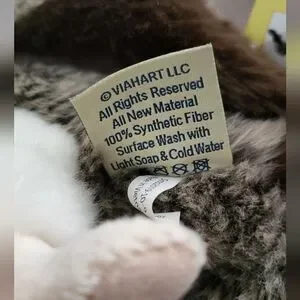 © VIAHART LLC
All Rights Reserved
All New Material
100% Synthetic Fiber
Surface Wash with
Light Soap & Cold Water